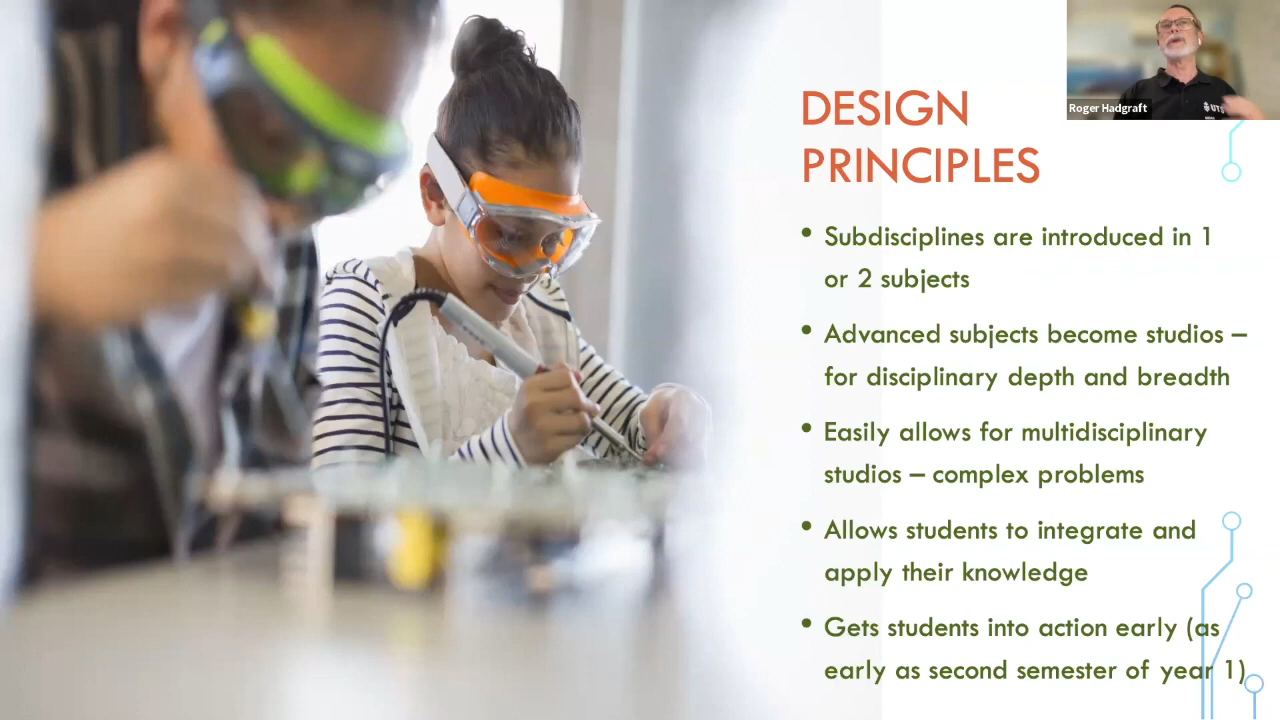 DESIGN
PRINCIPLES
Roger Hadgraft
UTS
• Subdisciplines are introduced in 1
or 2 subjects
• Advanced subjects become studios –
for disciplinary depth and breadth
• Easily allows for multidisciplinary
studios – complex problems
• Allows students to integrate and
apply their knowledge
• Gets students into action early (as
early as second semester of year 1)